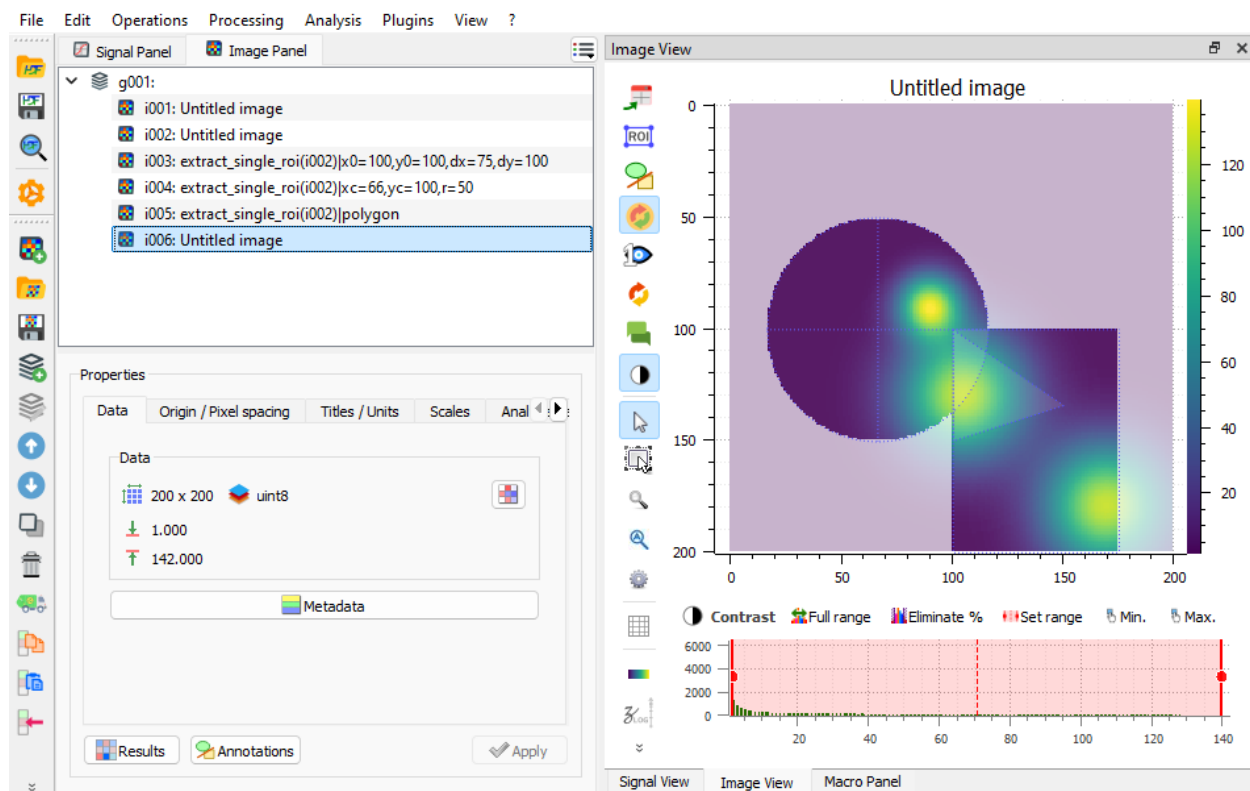 File Edit Operations Processing Analysis Plugins View ?
Signal Panel Image Panel
g001:
i001: Untitled image
i002: Untitled image
i003: extract_single_roi(i002)|x0=100,y0=100,dx=75,dy=100
i004: extract_single_roi(i002)|xc=66,yc=100,r=50
i005: extract_single_roi(i002)|polygon
i006: Untitled image
Properties
Data Origin / Pixel spacing Titles / Units Scales Anal
Data
200 x 200 uint8
1.000
142.000
Metadata
Results Annotations Apply
Image View
ROI
Untitled image
0
50
100
150
200
0 50 100 150 200
120
100
80
60
40
20
Contrast Full range Eliminate % Set range Min. Max.
6000
4000
2000
0
20 40 60 80 100 120 140
Signal View Image View Macro Panel